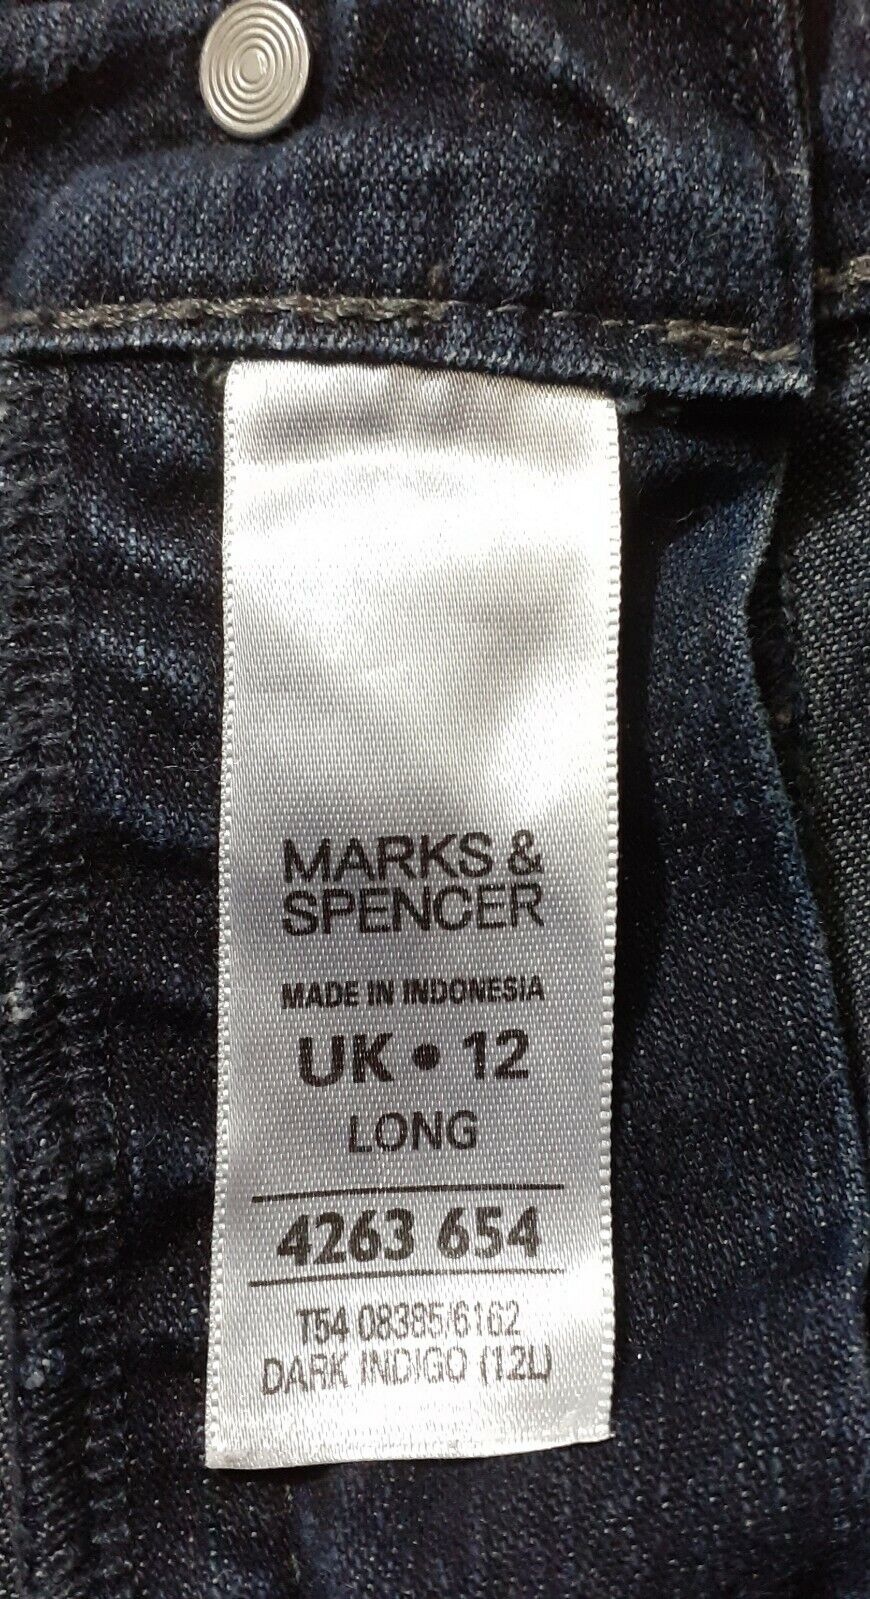 MARKS &
SPENCER
MADE IN INDONESIA
UK • 12
LONG
4263 654
T54 08385/6162
DARK INDIGO (12L)